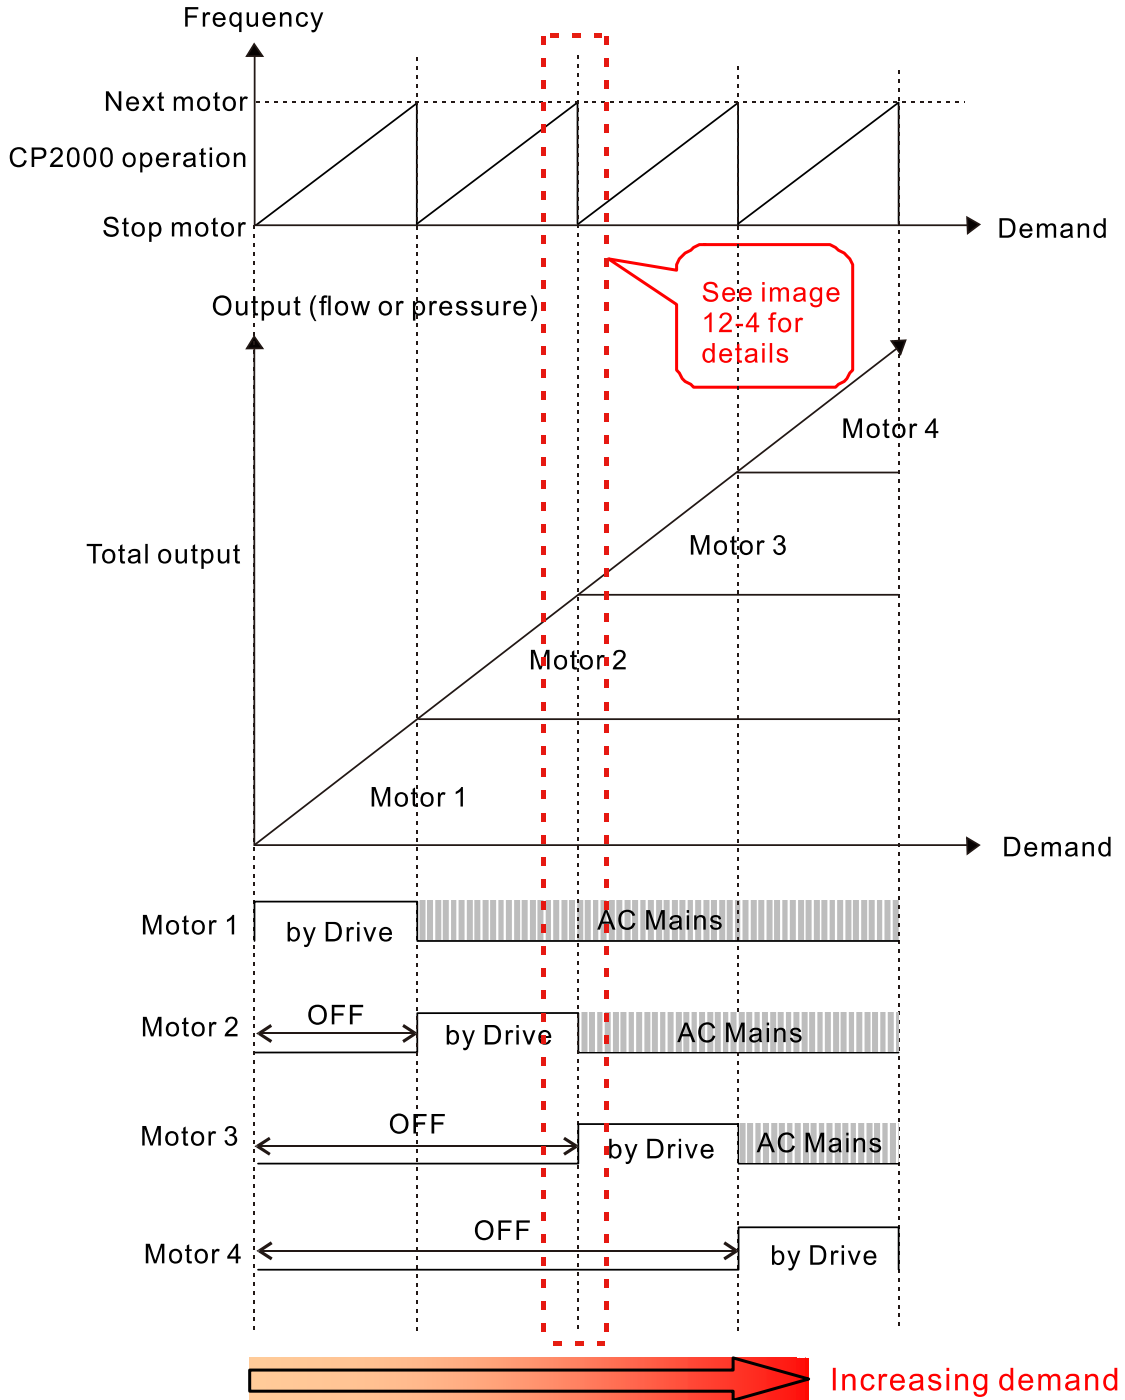 Frequency
Next motor
CP2000 operation
Stop motor
Demand
Output (flow or pressure)
See image
12-4 for
details
Motor 4
Motor 3
Total output
Motor 2
Motor 1
Demand
Motor 1
by Drive
AC Mains
Motor 2
OFF
by Drive
AC Mains
Motor 3
OFF
by Drive
AC Mains
Motor 4
OFF
by Drive
Increasing demand